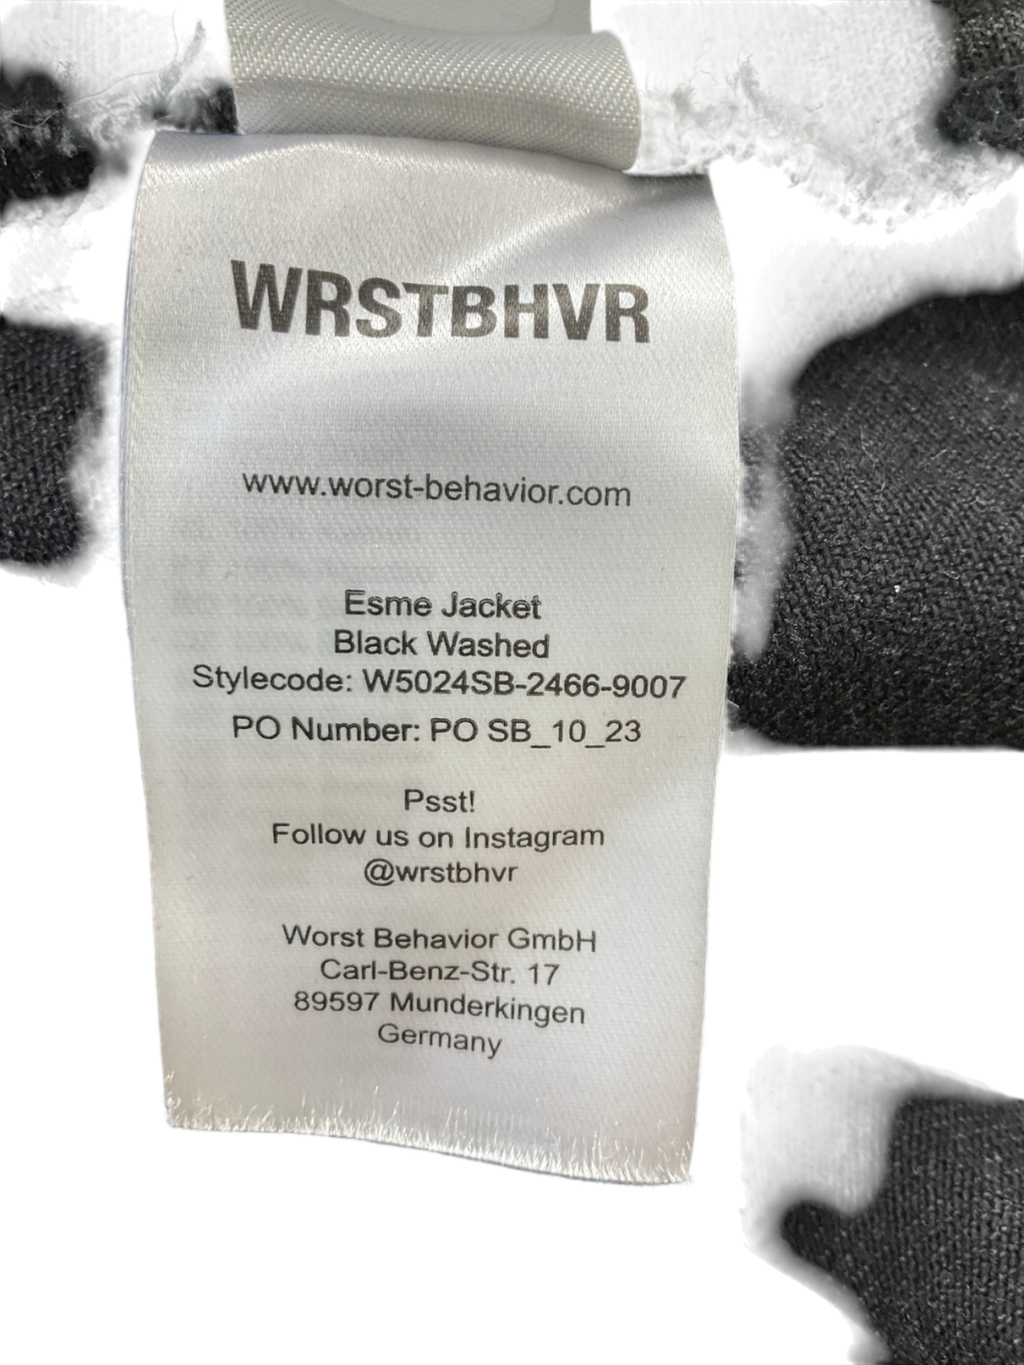 WRSTBHVR
www.worst-behavior.com
Esme Jacket
Black Washed
Stylecode: W5024SB-2466-9007
PO Number: PO SB_10_23
Psst!
Follow us on Instagram
@wrstbhvr
Worst Behavior GmbH
Carl-Benz-Str. 17
89597 Munderkingen
Germany